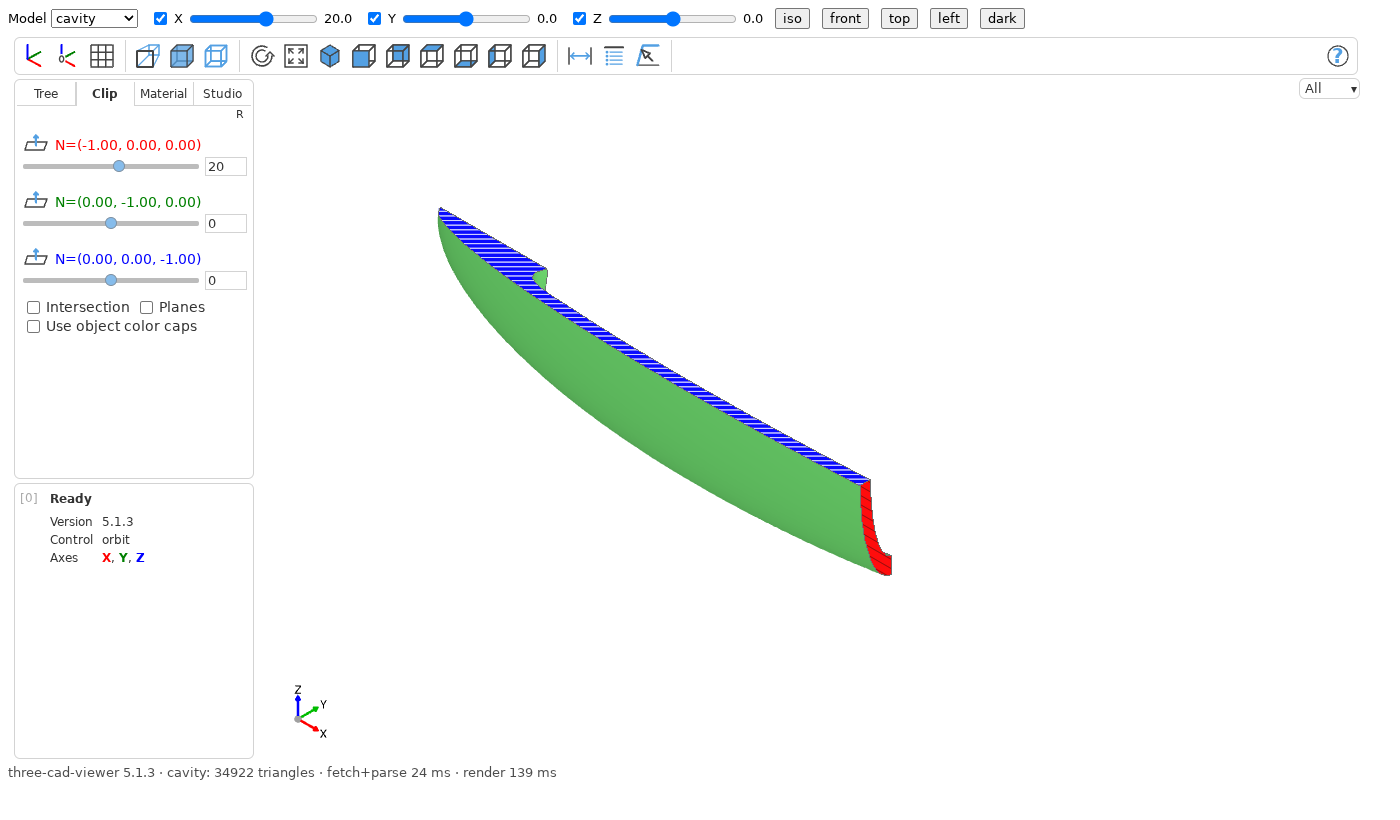 Model cavity X 20.0 Y 0.0 Z 0.0 iso front top left dark
0
?
Tree Clip Material Studio
All
R
N=(-1.00, 0.00, 0.00)
20
N=(0.00, -1.00, 0.00)
0
N=(0.00, 0.00, -1.00)
0
Intersection Planes
Use object color caps
[0] Ready
Version 5.1.3
Control orbit
Axes X, Y, Z
Z
Y
X
three-cad-viewer 5.1.3 · cavity: 34922 triangles · fetch+parse 24 ms · render 139 ms